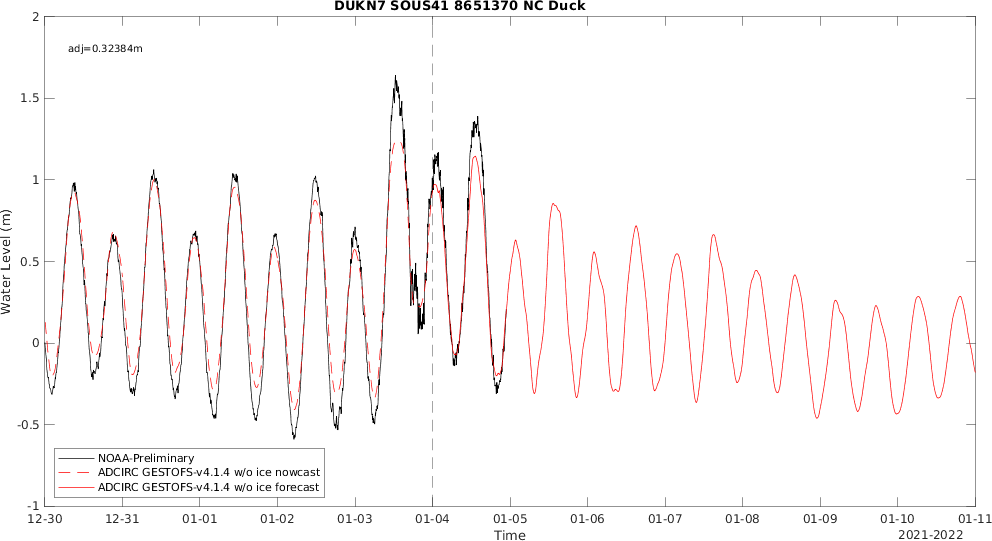 DUKN7 SOUS41 8651370 NC Duck
2
adj=0.32384m
1.5
1
0.5
0
-0.5
-1
Water Level (m)
NOAA-Preliminary
ADCIRC GESTOFS-v4.1.4 w/o ice nowcast
ADCIRC GESTOFS-v4.1.4 w/o ice forecast
12-30 12-31 01-01 01-02 01-03 01-04 01-05 01-06 01-07 01-08 01-09 01-10 01-11
Time
2021-2022